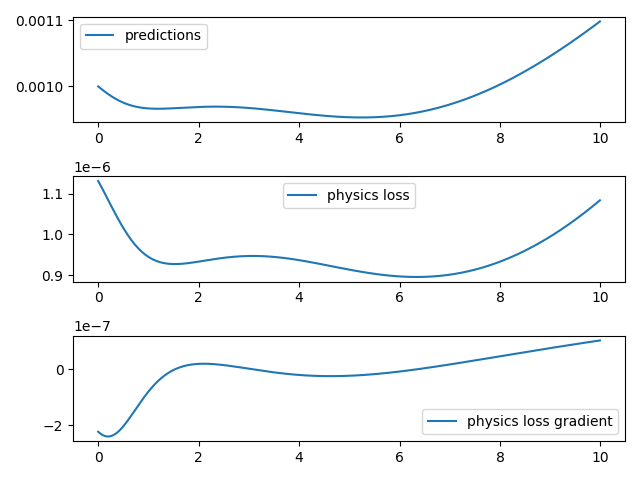 0.0011
0.0010
predictions
0 2 4 6 8 10
1e−6
1.1
1.0
0.9
physics loss
0 2 4 6 8 10
1e−7
0
−2
physics loss gradient
0 2 4 6 8 10